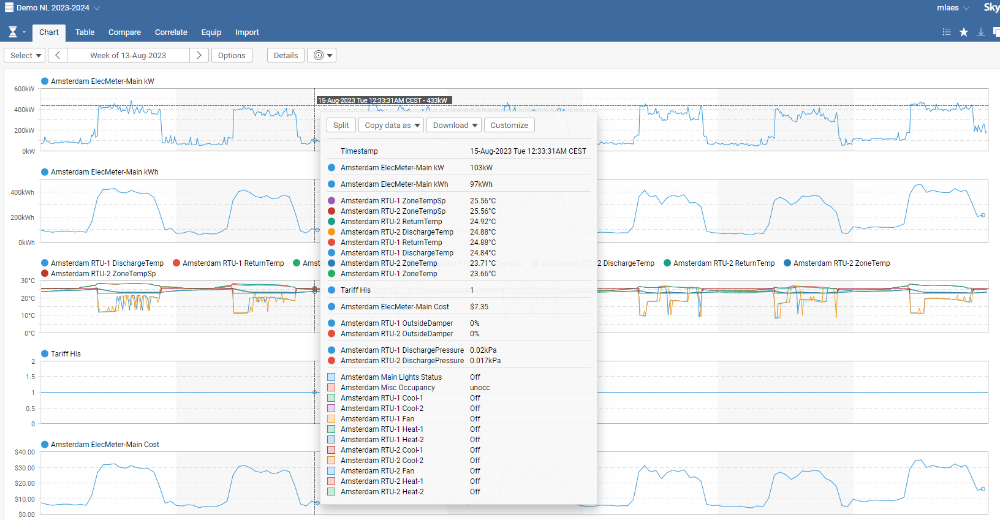 Demo NL 2023-2024
mlaes
Sky
Chart Table Compare Correlate Equip Import
Select Week of 13-Aug-2023 Options Details
Amsterdam ElecMeter-Main kW
600kW
400kW
200kW
0kW
15-Aug-2023 Tue 12:33:31AM CEST • 433kW
Split Copy data as Download Customize
Timestamp 15-Aug-2023 Tue 12:33:31AM CEST
Amsterdam ElecMeter-Main kW 103kW
Amsterdam ElecMeter-Main kWh 97kWh
Amsterdam RTU-1 ZoneTempSp 25.56°C
Amsterdam RTU-2 ZoneTempSp 25.56°C
Amsterdam RTU-2 ReturnTemp 24.92°C
Amsterdam RTU-2 DischargeTemp 24.88°C
Amsterdam RTU-1 ReturnTemp 24.88°C
Amsterdam RTU-1 DischargeTemp 24.84°C
Amsterdam RTU-2 ZoneTemp 23.71°C
Amsterdam RTU-1 ZoneTemp 23.66°C
Tariff His 1
Amsterdam ElecMeter-Main Cost $7.35
Amsterdam RTU-1 OutsideDamper 0%
Amsterdam RTU-2 OutsideDamper 0%
Amsterdam RTU-1 DischargePressure 0.02kPa
Amsterdam RTU-2 DischargePressure 0.017kPa
Amsterdam Main Lights Status Off
Amsterdam Misc Occupancy unocc
Amsterdam RTU-1 Cool-1 Off
Amsterdam RTU-1 Cool-2 Off
Amsterdam RTU-1 Fan Off
Amsterdam RTU-1 Heat-1 Off
Amsterdam RTU-1 Heat-2 Off
Amsterdam RTU-2 Cool-1 Off
Amsterdam RTU-2 Cool-2 Off
Amsterdam RTU-2 Fan Off
Amsterdam RTU-2 Heat-1 Off
Amsterdam RTU-2 Heat-2 Off
Amsterdam ElecMeter-Main kWh
400kWh
200kWh
0kWh
Amsterdam RTU-1 DischargeTemp Amsterdam RTU-1 ReturnTemp Amst 2 DischargeTemp Amsterdam RTU-2 ReturnTemp Amsterdam RTU-2 ZoneTemp
Amsterdam RTU-2 ZoneTempSp
30°C
20°C
10°C
0°C
Tariff His
2
1.5
1
0.5
0
Amsterdam ElecMeter-Main Cost
$40.00
$30.00
$20.00
$10.00
$0.00